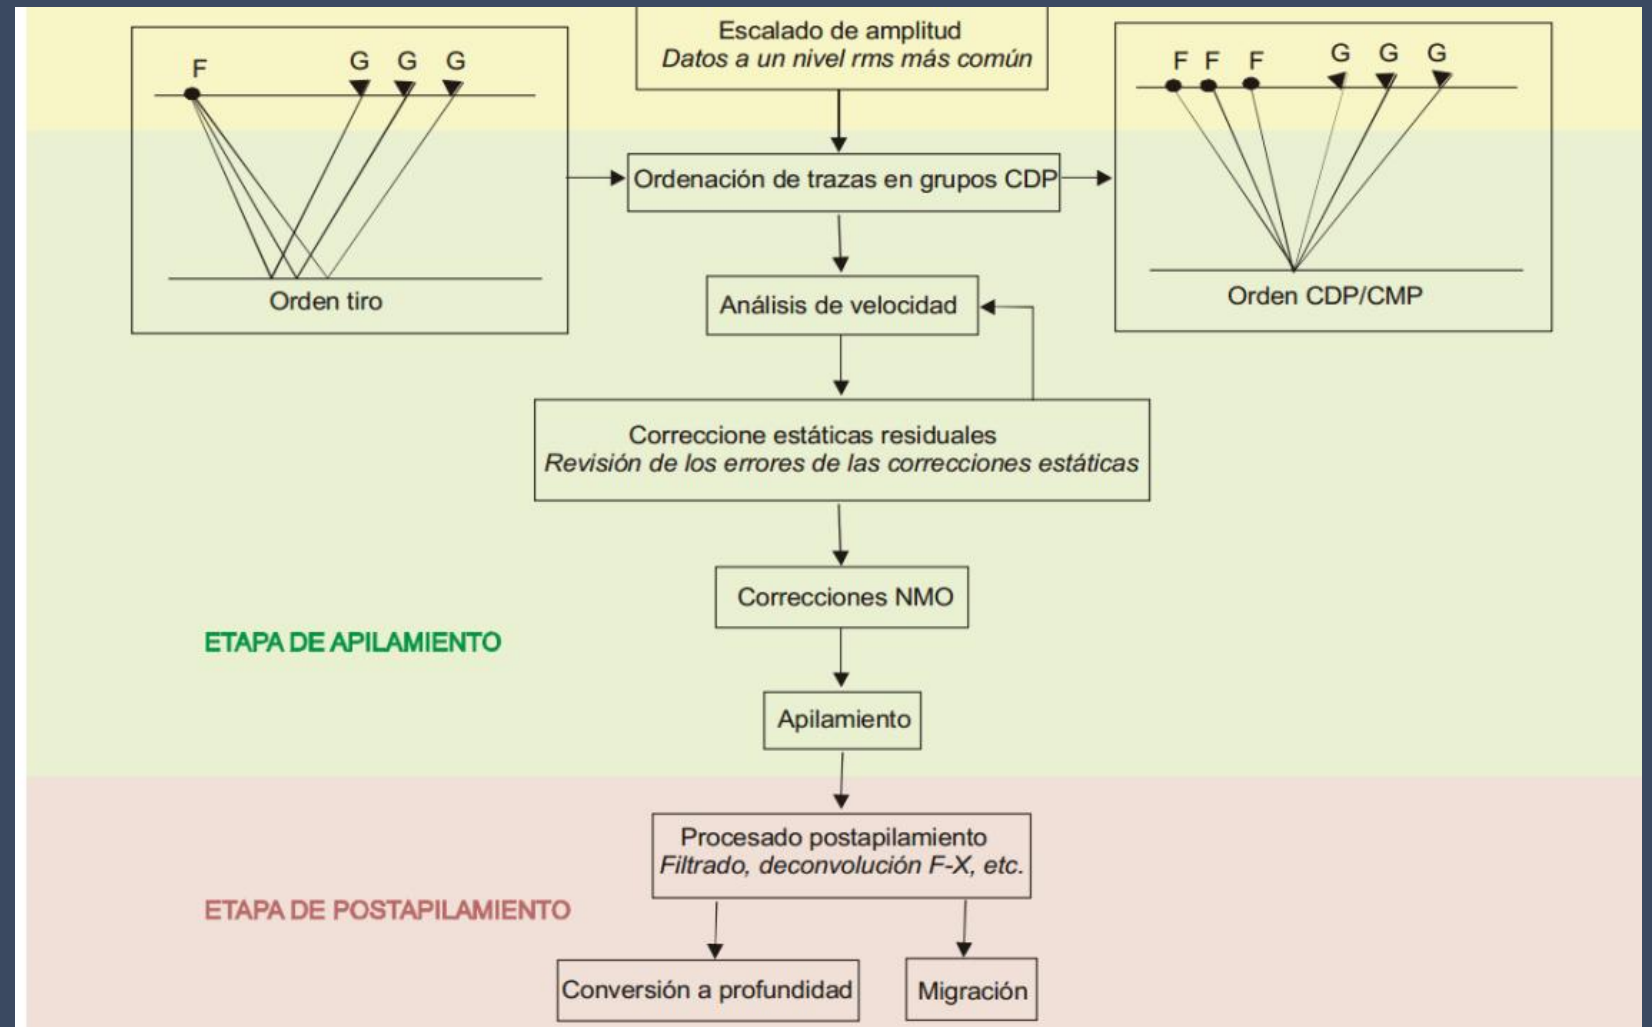 Escalado de amplitud
Datos a un nivel rms más común
F
G G G
Orden tiro
F F F
G G G
Orden CDP/CMP
Ordenación de trazas en grupos CDP
Análisis de velocidad
Correccione estáticas residuales
Revisión de los errores de las correcciones estáticas
Correcciones NMO
ETAPA DE APILAMIENTO
Apilamiento
Procesado postapilamiento
Filtrado, deconvolución F-X, etc.
ETAPA DE POSTAPILAMIENTO
Conversión a profundidad
Migración